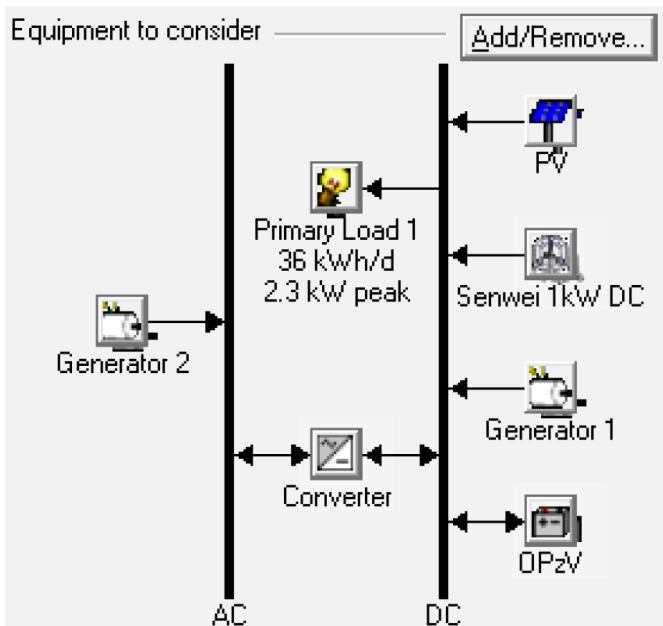 Equipment to consider
Add/Remove...
PV
Primary Load 1
36 kWh/d
2.3 kW peak
Senwei 1kW DC
Generator 2
Generator 1
Converter
OPzV
AC
DC